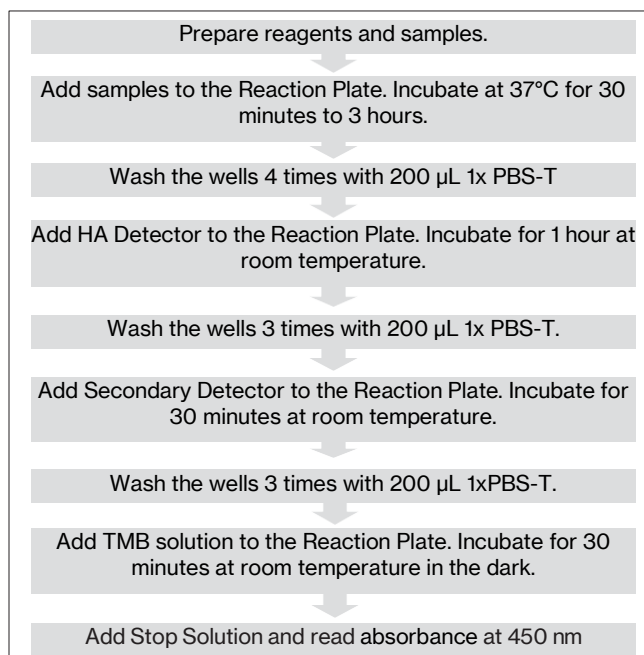 Prepare reagents and samples.
Add samples to the Reaction Plate. Incubate at 37°C for 30
minutes to 3 hours.
Wash the wells 4 times with 200 µL 1x PBS-T
Add HA Detector to the Reaction Plate. Incubate for 1 hour at
room temperature.
Wash the wells 3 times with 200 µL 1x PBS-T.
Add Secondary Detector to the Reaction Plate. Incubate for
30 minutes at room temperature.
Wash the wells 3 times with 200 µL 1xPBS-T.
Add TMB solution to the Reaction Plate. Incubate for 30
minutes at room temperature in the dark.
Add Stop Solution and read absorbance at 450 nm